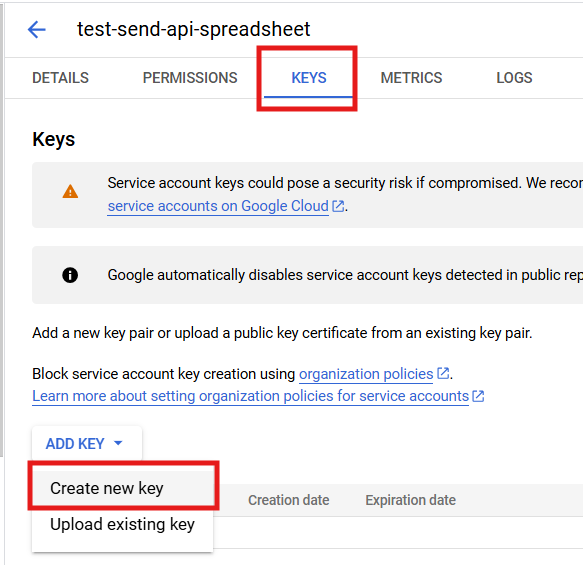 test-send-api-spreadsheet
DETAILS PERMISSIONS KEYS METRICS LOGS
Keys
Service account keys could pose a security risk if compromised. We
service accounts on Google Cloud.
Google automatically disables service account keys detected in public
Add a new key pair or upload a public key certificate from an existing key pair.
Block service account key creation using organization policies.
Learn more about setting organization policies for service accounts
ADD KEY
Create new key
Creation date Expiration date
Upload existing key